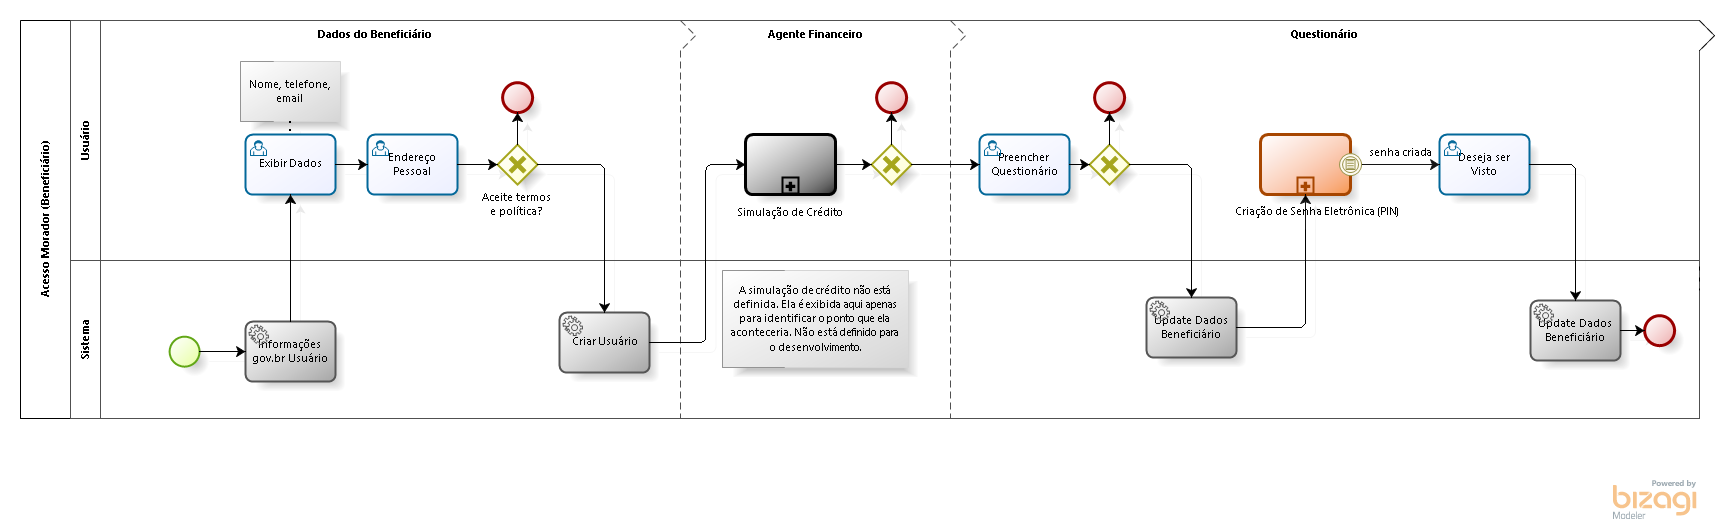 Dados do Beneficiário
Agente Financeiro
Questionário
Acesso Morador (Beneficiário)
Usuário
Nome, telefone,
email
Exibir Dados
Endereço
Pessoal
Aceite termos
e política?
Simulação de Crédito
Preencher
Questionário
Criação de Senha Eletrônica (PIN)
senha criada
Deseja ser
Visto
Sistema
Informações
gov.br Usuário
Criar Usuário
A simulação de crédito não está
definida. Ela é exibida aqui apenas
para identificar o ponto que ela
aconteceria. Não está definido para
o desenvolvimento.
Update Dados
Beneficiário
Update Dados
Beneficiário
Powered by
bizagi
Modeler